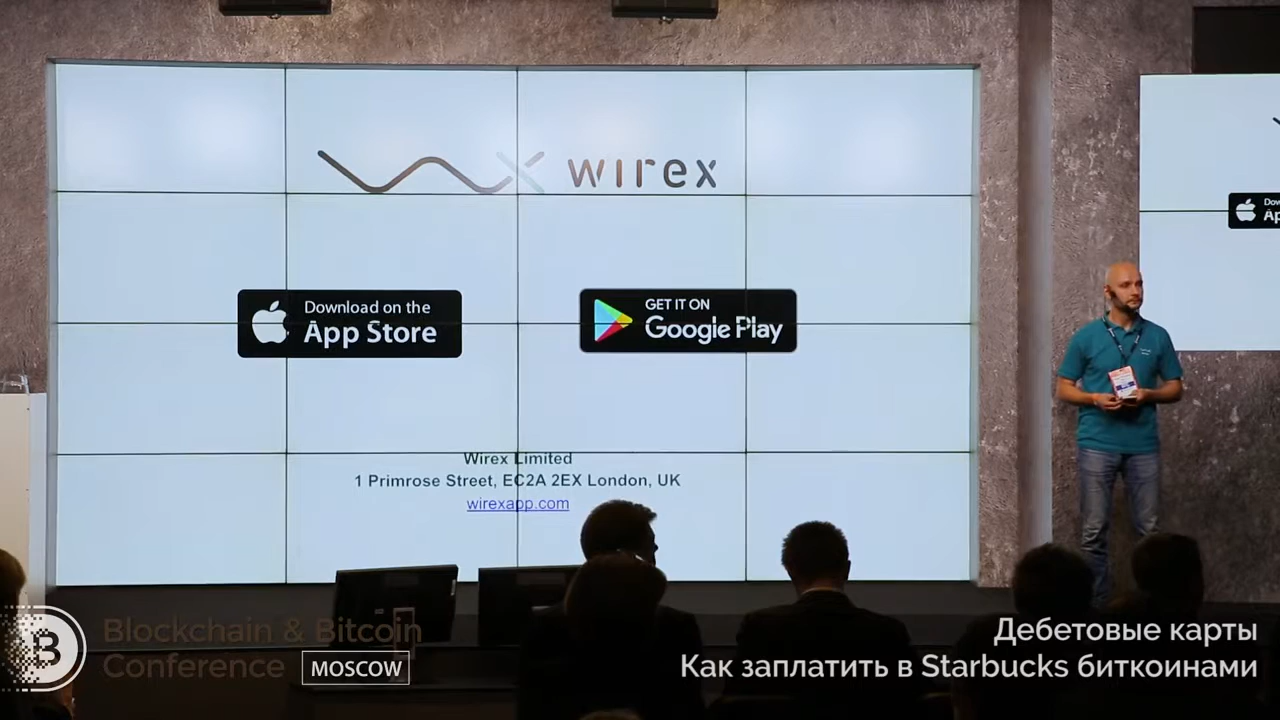 wirex
Download on the
App Store
GET IT ON
Google Play
Wirex Limited
1 Primrose Street, EC2A 2EX London, UK
wirexapp.com
Blockchain & Bitcoin
Conference
MOSCOW
Дебетовые карты
Как заплатить в Starbucks биткоинами